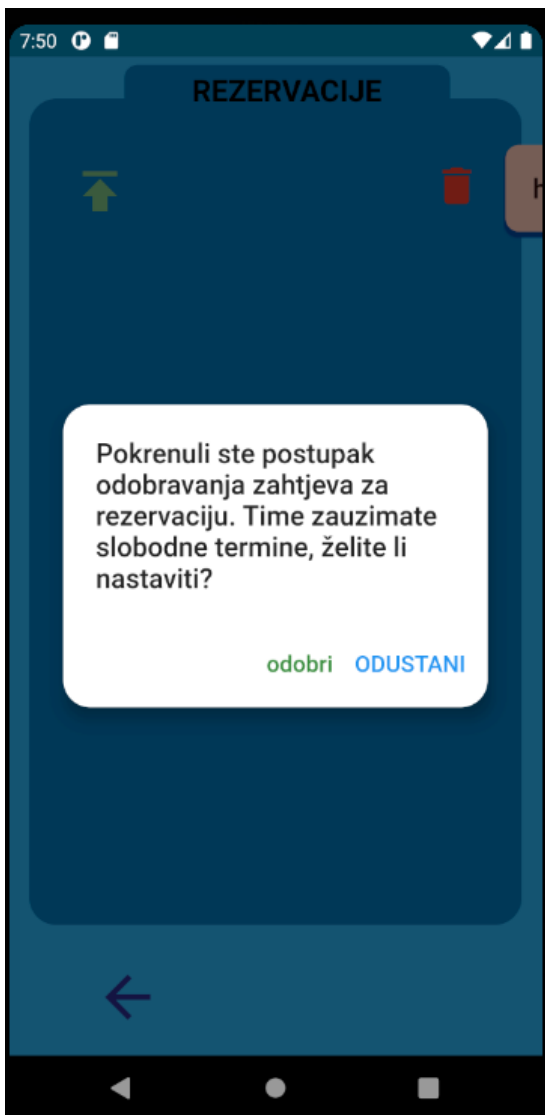 7:50
REZERVACIJE
Pokrenuli ste postupak
odobravanja zahtjeva za
rezervaciju. Time zauzimate
slobodne termine, želite li
nastaviti?
odobri ODUSTANI